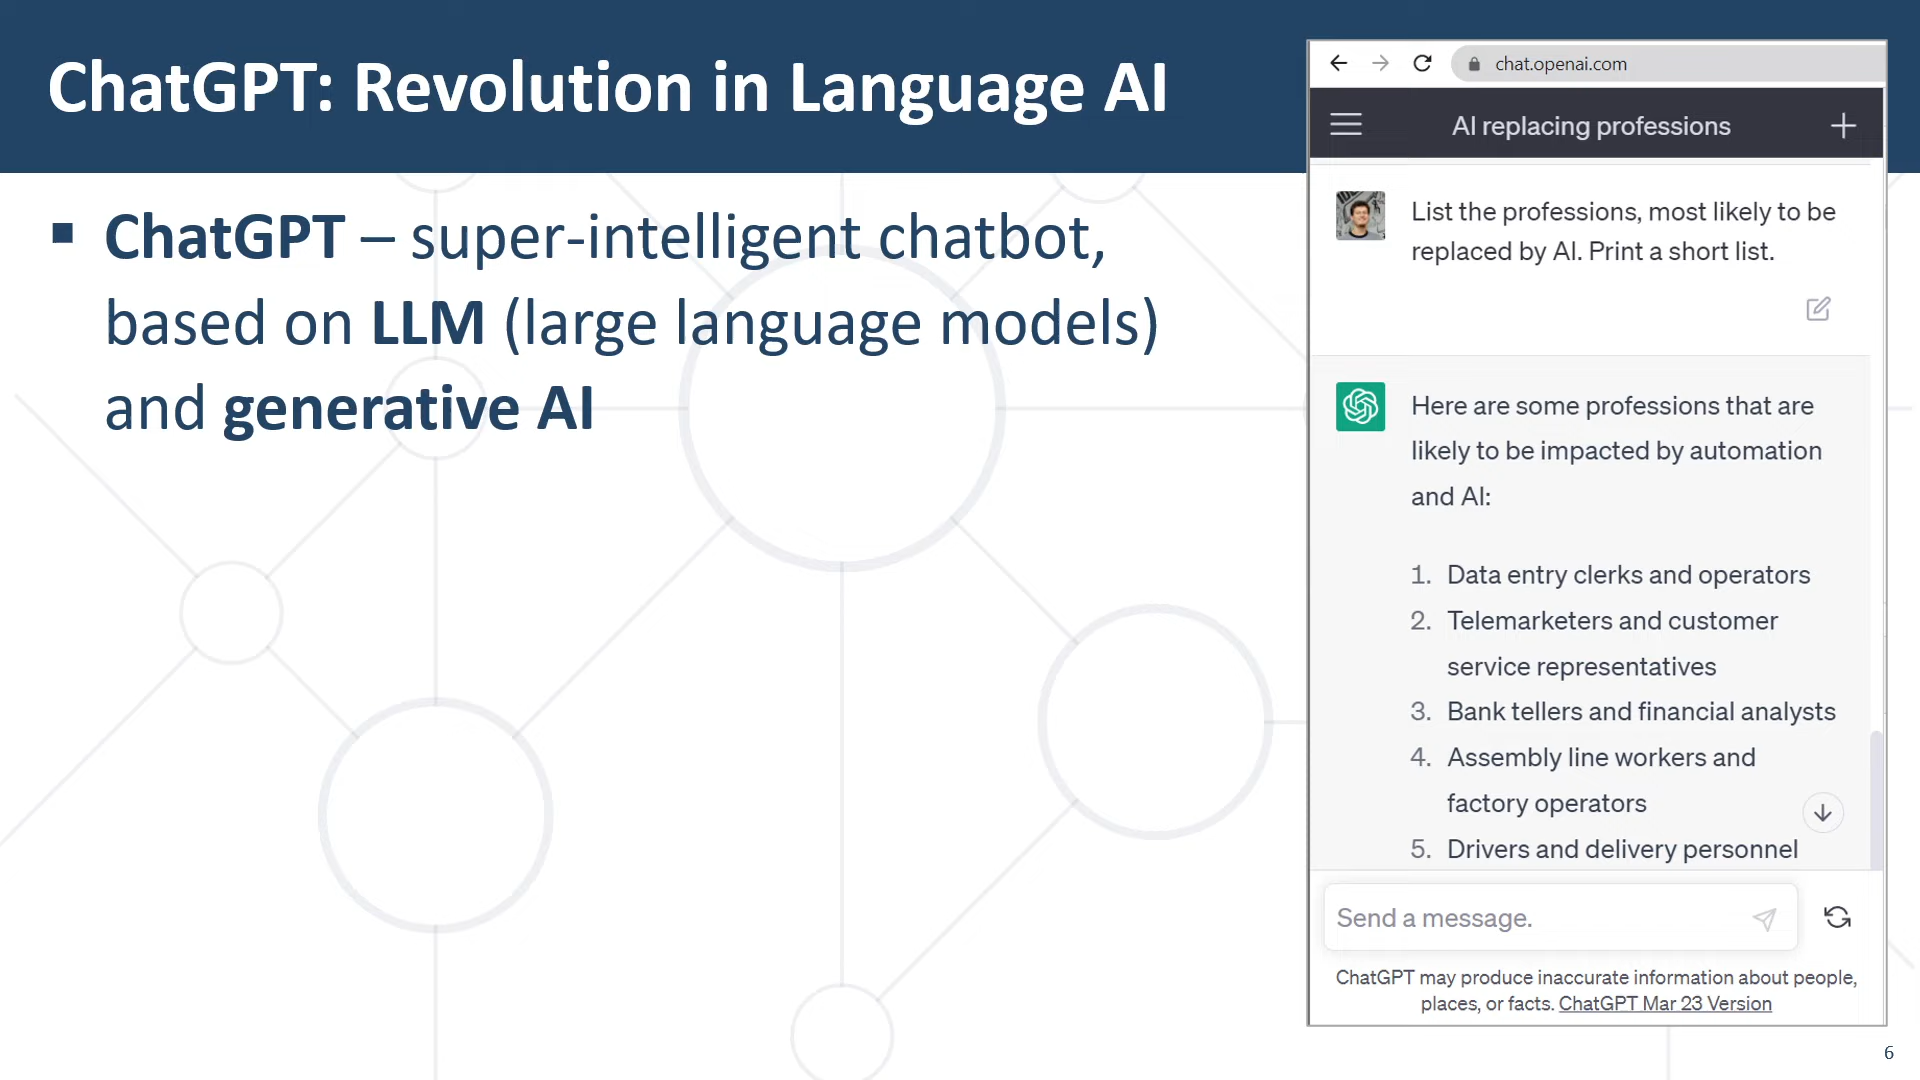 ChatGPT: Revolution in Language AI
▪ ChatGPT – super-intelligent chatbot,
based on LLM (large language models)
and generative AI
chat.openai.com
AI replacing professions
List the professions, most likely to be
replaced by AI. Print a short list.
Here are some professions that are
likely to be impacted by automation
and AI:
1. Data entry clerks and operators
2. Telemarketers and customer
service representatives
3. Bank tellers and financial analysts
4. Assembly line workers and
factory operators
5. Drivers and delivery personnel
Send a message.
ChatGPT may produce inaccurate information about people,
places, or facts. ChatGPT Mar 23 Version
6